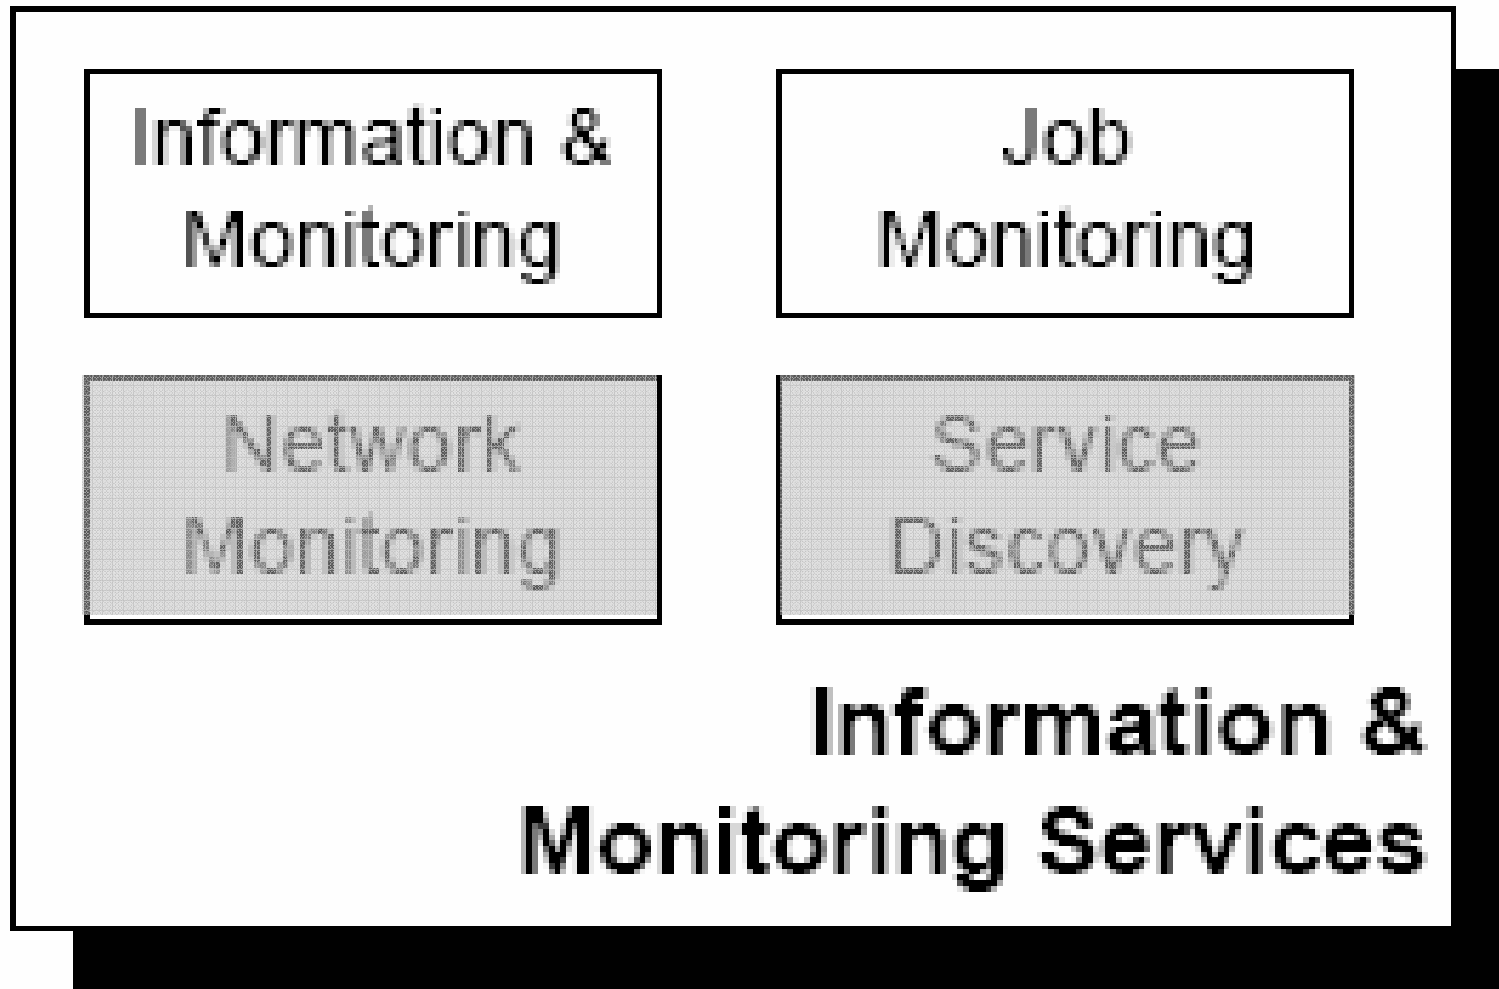 Information &
Monitoring
Job
Monitoring
Network
Monitoring
Service
Discovery
Information &
Monitoring Services